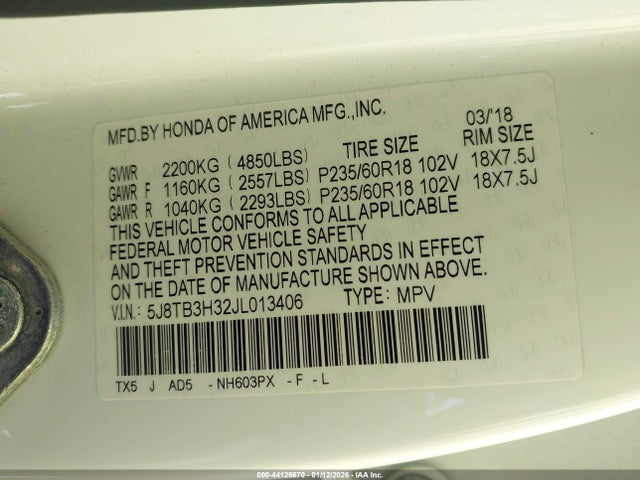 MFD.BY HONDA OF AMERICA MFG.,INC. 03/'18
TIRE SIZE RIM SIZE
GVWR 2200KG ( 4850LBS)
GAWR F 1160KG ( 2557LBS) P235/60R18 102V 18X7.5J
GAWR R 1040KG ( 2293LBS) P235/60R18 102V 18X7.5J
THIS VEHICLE CONFORMS TO ALL APPLICABLE
FEDERAL MOTOR VEHICLE SAFETY
AND THEFT PREVENTION STANDARDS IN EFFECT
ON THE DATE OF MANUFACTURE SHOWN ABOVE.
V.I.N.: 5J8TB3H32JL013406 TYPE: MPV
TX5 J AD5 - NH603PX - F - L
000-44126670 - 01/12/2026 - IAA Inc.